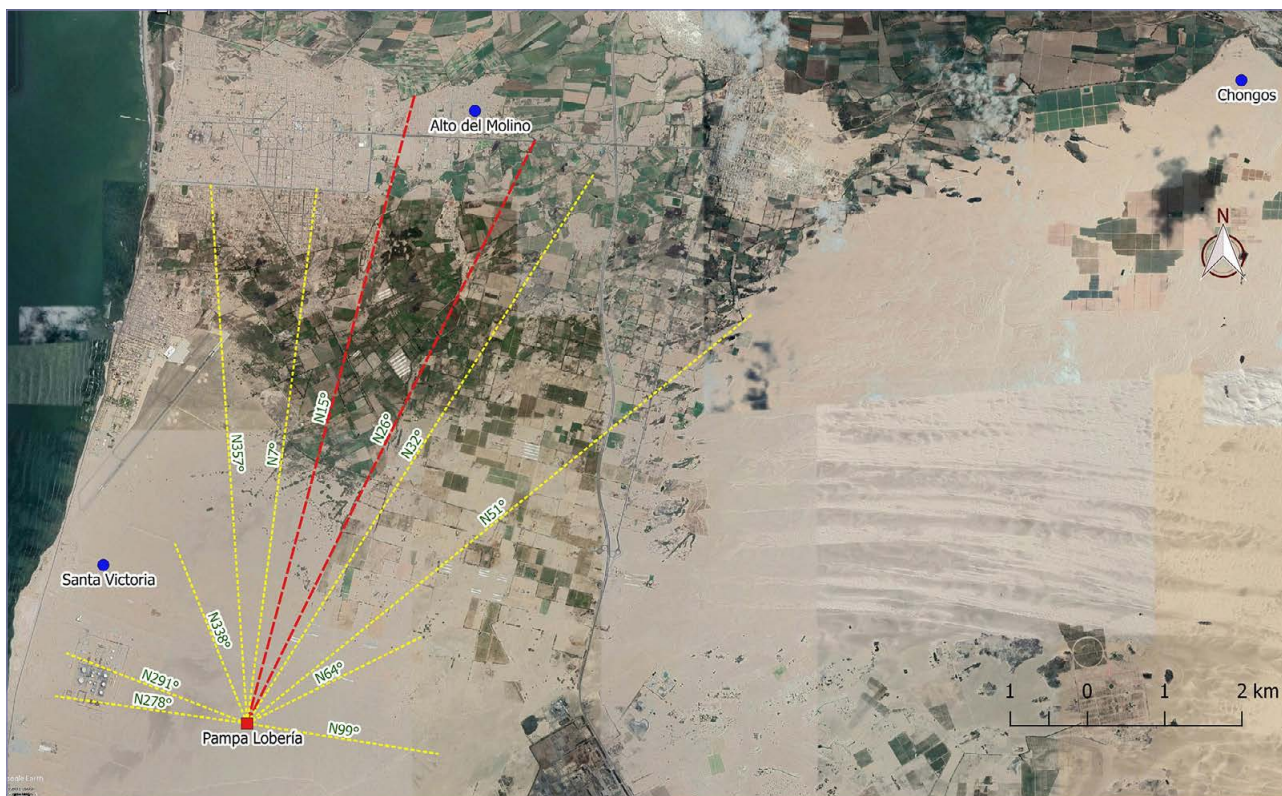 Chongos
Alto del Molino
N
N15°
N26°
N32°
N357°
N7°
N51°
Santa Victoria
N338°
N64°
N291°
N278°
N99°
Pampa Lobería
1 0 1 2 km